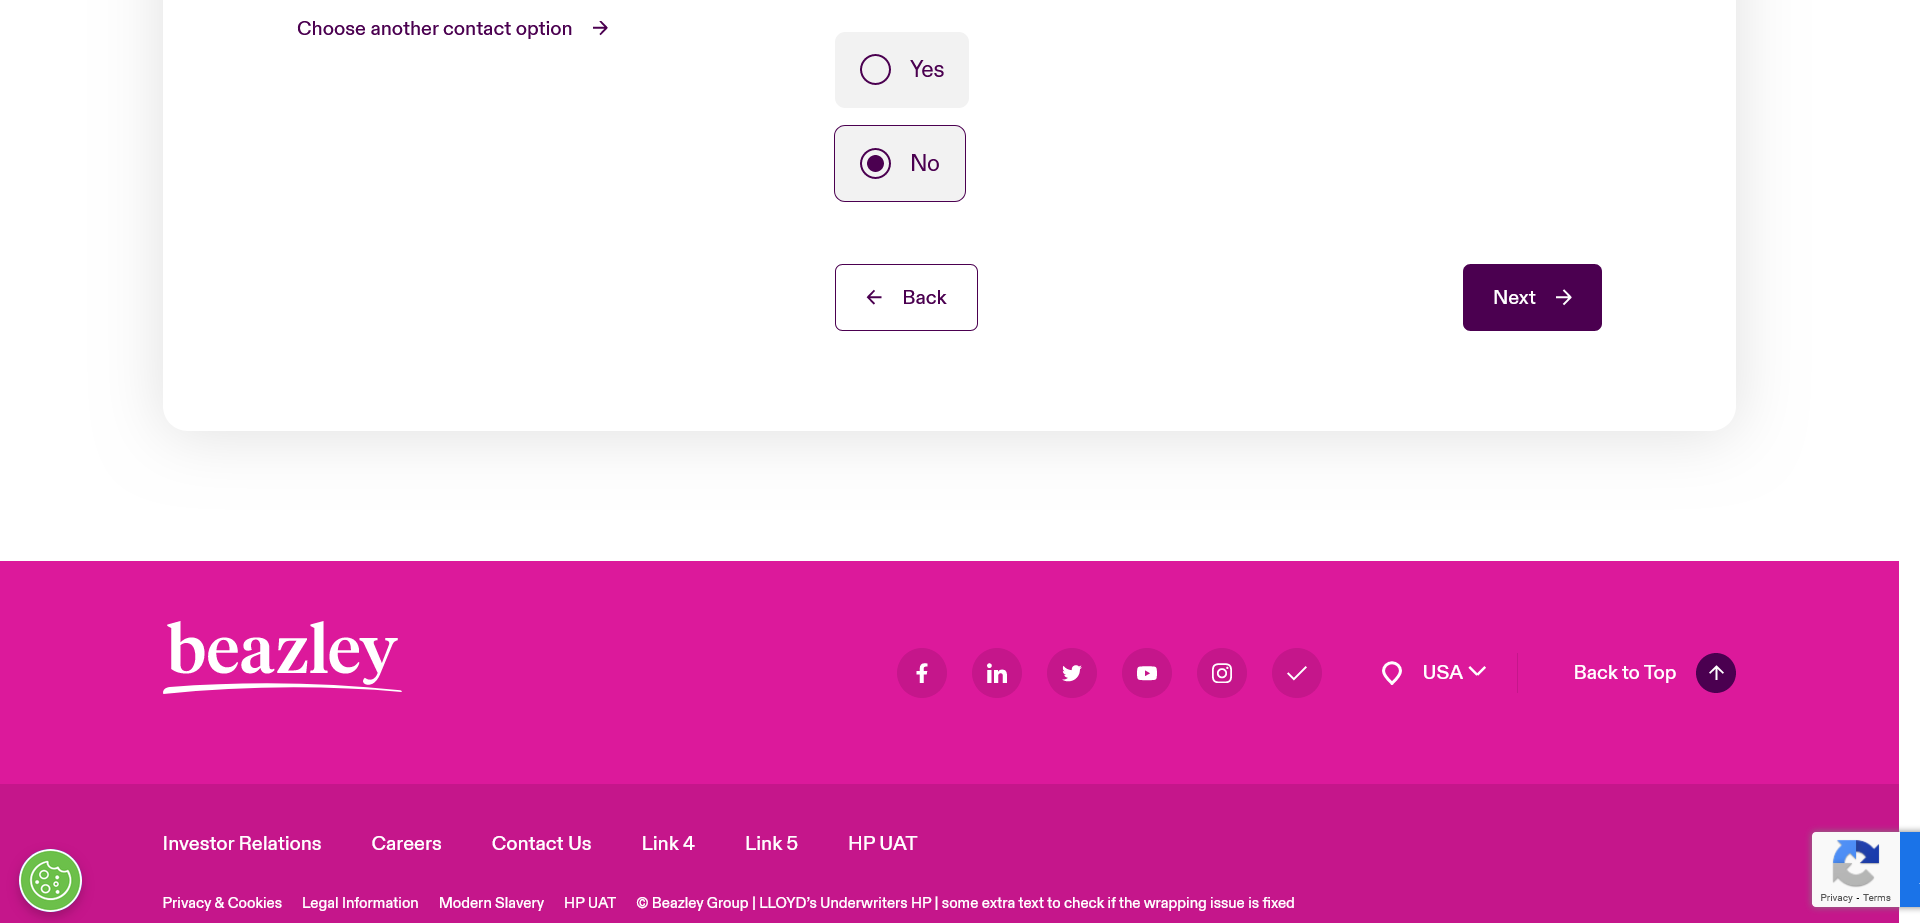 Choose another contact option
Yes
No
Back
Next
beazley
USA
Back to Top
Investor Relations Careers Contact Us Link 4 Link 5 HP UAT
Privacy & Cookies Legal Information Modern Slavery HP UAT © Beazley Group | LLOYD’s Underwriters HP | some extra text to check if the wrapping issue is fixed
Privacy - Terms